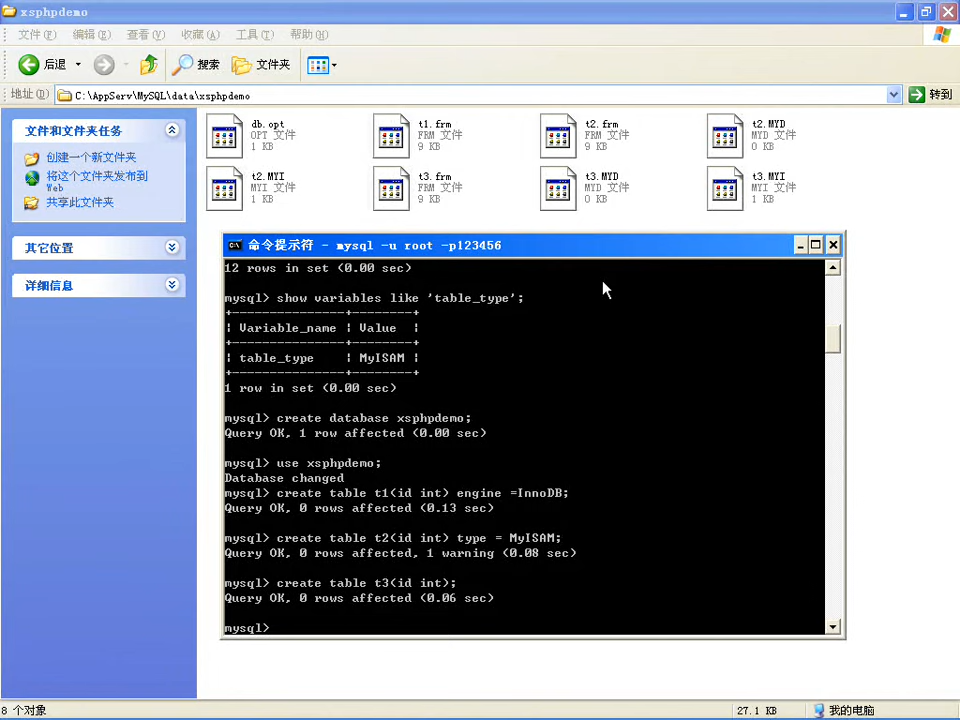 xsphpdemo
文件(F) 编辑(E) 查看(V) 收藏(A) 工具(T) 帮助(H)
后退 搜索 文件夹
地址(D) C:\AppServ\MySQL\data\xsphpdemo 转到
文件和文件夹任务
创建一个新文件夹
将这个文件夹发布到
Web
共享此文件夹
其它位置
详细信息
db.opt
OPT 文件
1 KB
t1.frm
FRM 文件
9 KB
t2.frm
FRM 文件
9 KB
t2.MYD
MYD 文件
0 KB
t2.MYI
MYI 文件
1 KB
t3.frm
FRM 文件
9 KB
t3.MYD
MYD 文件
0 KB
t3.MYI
MYI 文件
1 KB
命令提示符 - mysql -u root -p123456
12 rows in set (0.00 sec)
mysql> show variables like 'table_type';
+---------------+--------+
| Variable_name | Value  |
+---------------+--------+
| table_type    | MyISAM |
+---------------+--------+
1 row in set (0.00 sec)
mysql> create database xsphpdemo;
Query OK, 1 row affected (0.00 sec)
mysql> use xsphpdemo;
Database changed
mysql> create table t1(id int) engine =InnoDB;
Query OK, 0 rows affected (0.13 sec)
mysql> create table t2(id int) type = MyISAM;
Query OK, 0 rows affected, 1 warning (0.08 sec)
mysql> create table t3(id int);
Query OK, 0 rows affected (0.06 sec)
mysql>
8 个对象 27.1 KB 我的电脑